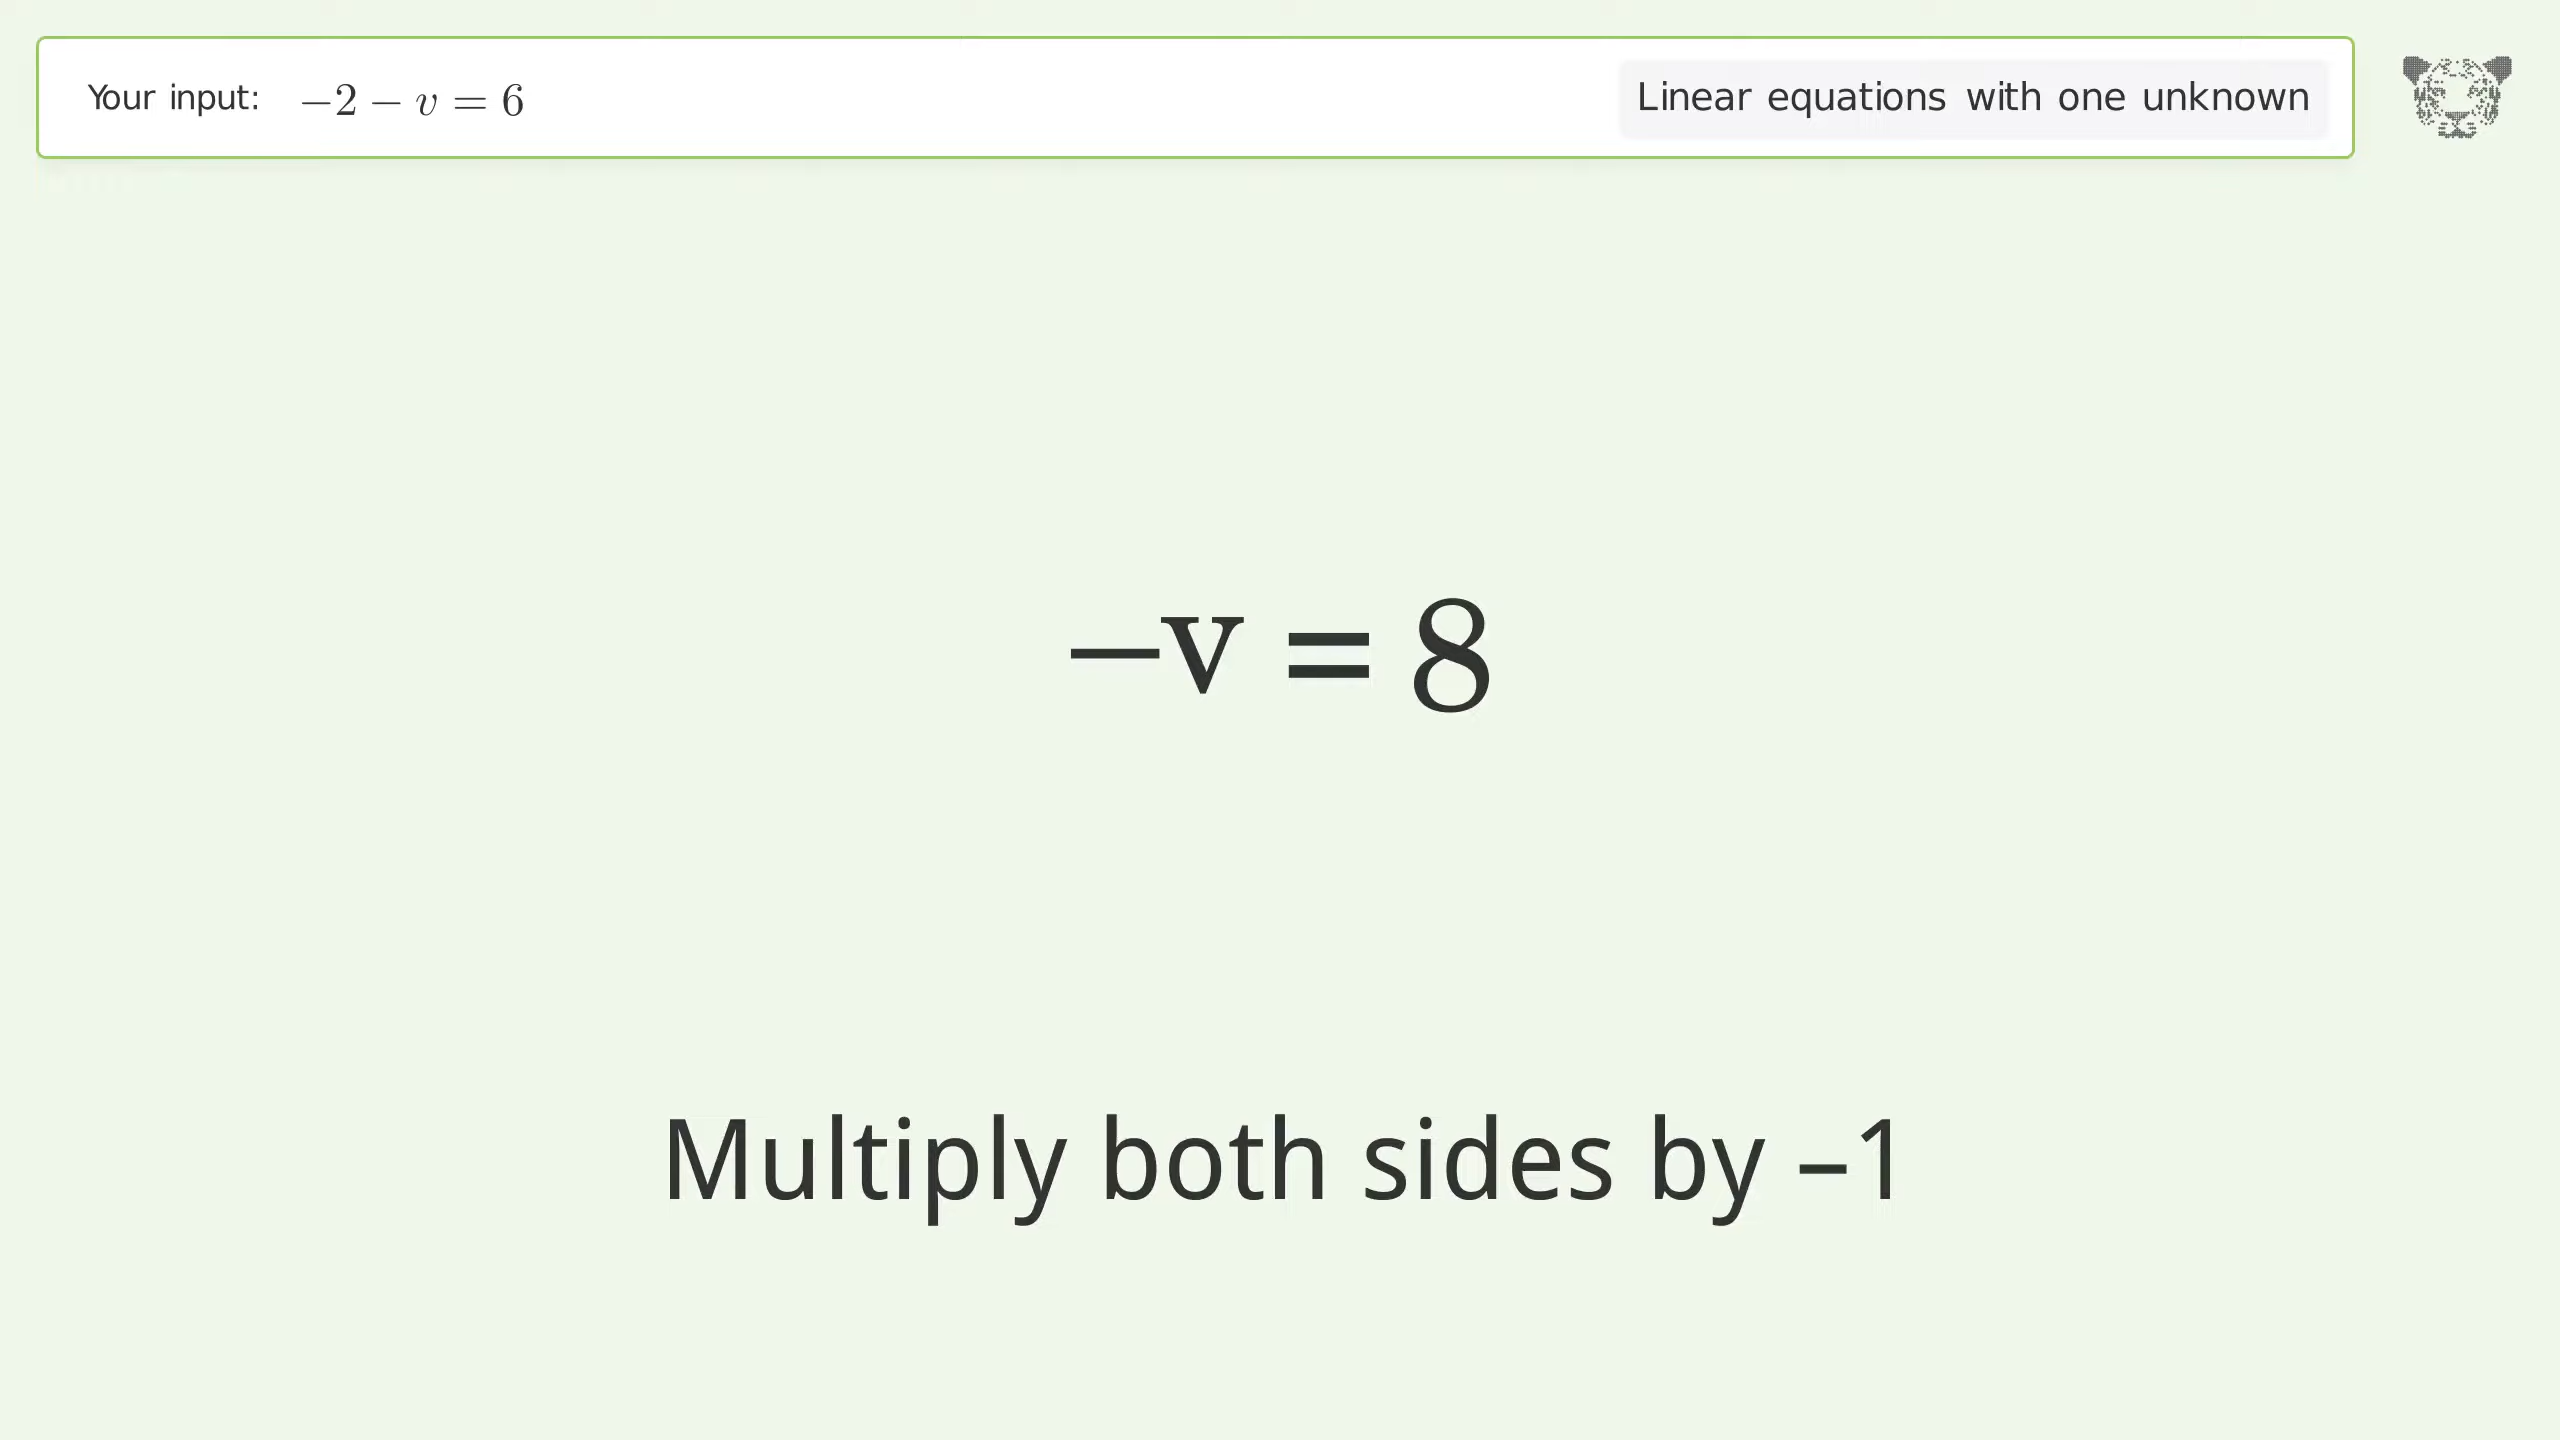 Your input: −2 − v = 6
Linear equations with one unknown
−v = 8
Multiply both sides by –1